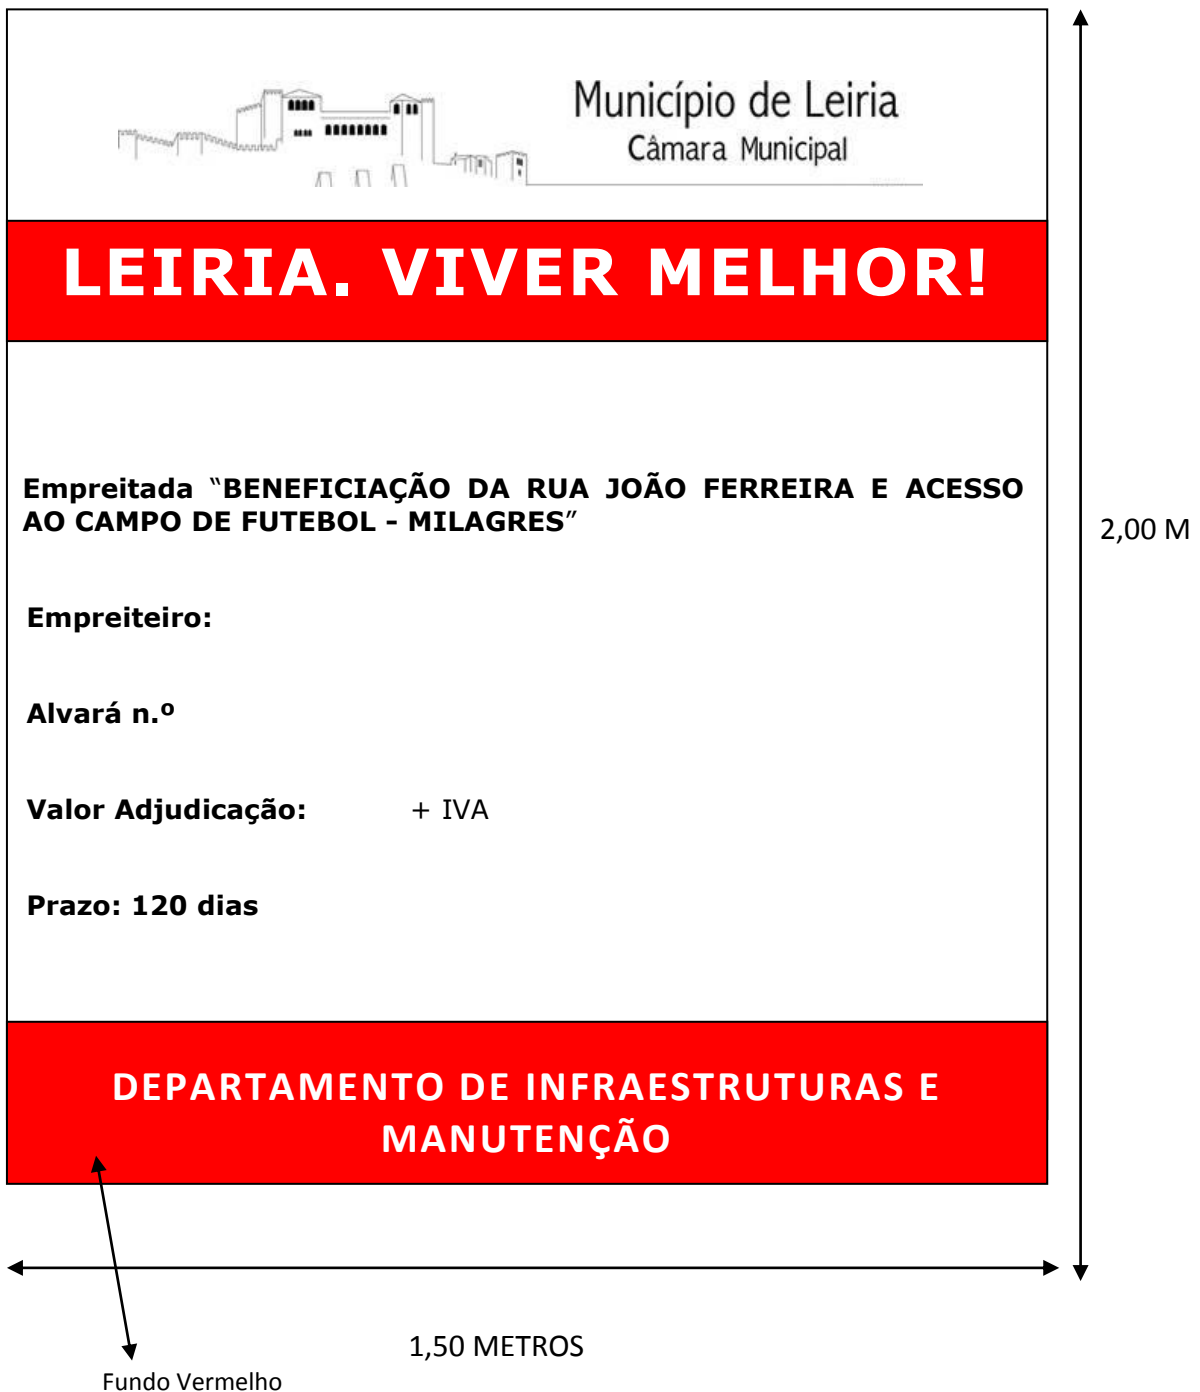 Município de Leiria
Câmara Municipal
LEIRIA. VIVER MELHOR!
Empreitada “BENEFICIAÇÃO DA RUA JOÃO FERREIRA E ACESSO
AO CAMPO DE FUTEBOL - MILAGRES”
2,00 M
Empreiteiro:
Alvará n.º
Valor Adjudicação: + IVA
Prazo: 120 dias
DEPARTAMENTO DE INFRAESTRUTURAS E
MANUTENÇÃO
1,50 METROS
Fundo Vermelho